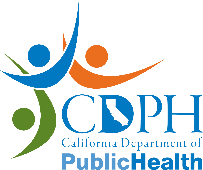 CDPH
California Department of
PublicHealth